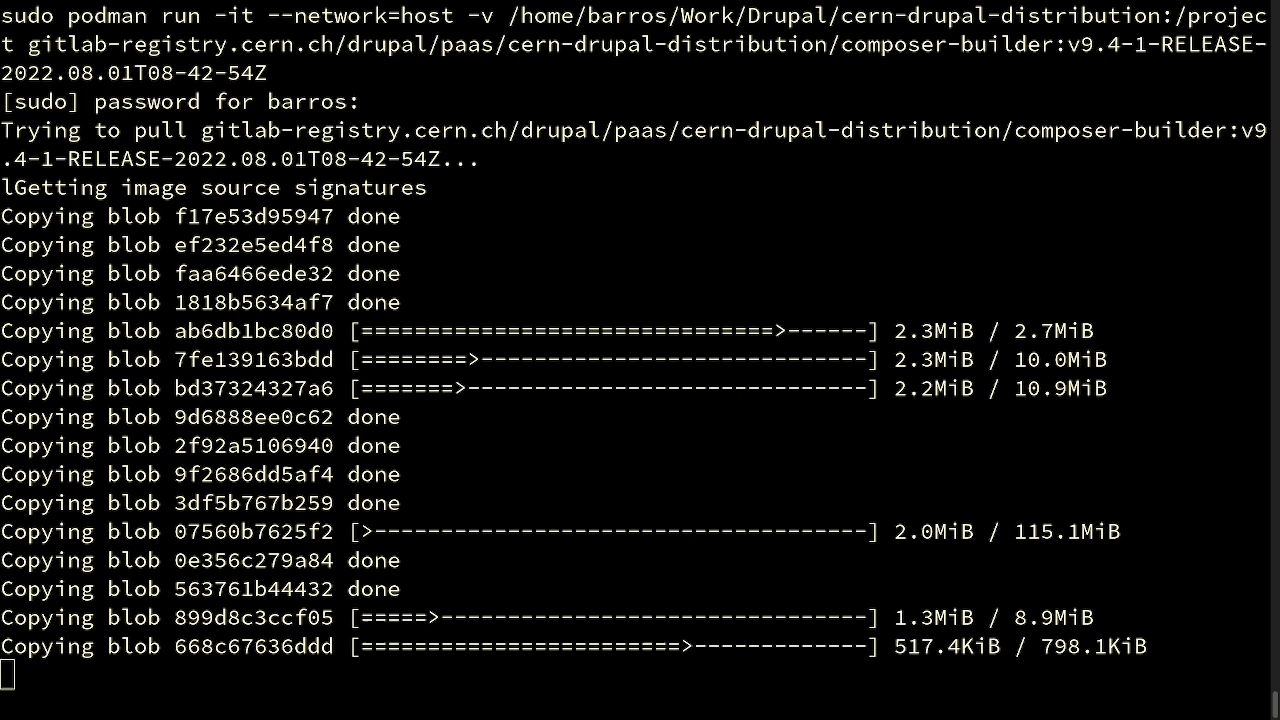 sudo podman run -it --network=host -v /home/barros/Work/Drupal/cern-drupal-distribution:/projec
t gitlab-registry.cern.ch/drupal/paas/cern-drupal-distribution/composer-builder:v9.4-1-RELEASE-
2022.08.01T08-42-54Z
[sudo] password for barros:
Trying to pull gitlab-registry.cern.ch/drupal/paas/cern-drupal-distribution/composer-builder:v9
.4-1-RELEASE-2022.08.01T08-42-54Z...
lGetting image source signatures
Copying blob f17e53d95947 done
Copying blob ef232e5ed4f8 done
Copying blob faa6466ede32 done
Copying blob 1818b5634af7 done
Copying blob ab6db1bc80d0 [===============================>------] 2.3MiB / 2.7MiB
Copying blob 7fe139163bdd [========>-----------------------------] 2.3MiB / 10.0MiB
Copying blob bd37324327a6 [=======>------------------------------] 2.2MiB / 10.9MiB
Copying blob 9d6888ee0c62 done
Copying blob 2f92a5106940 done
Copying blob 9f2686dd5af4 done
Copying blob 3df5b767b259 done
Copying blob 07560b7625f2 [>-------------------------------------] 2.0MiB / 115.1MiB
Copying blob 0e356c279a84 done
Copying blob 563761b44432 done
Copying blob 899d8c3ccf05 [=====>--------------------------------] 1.3MiB / 8.9MiB
Copying blob 668c67636ddd [========================>-------------] 517.4KiB / 798.1KiB